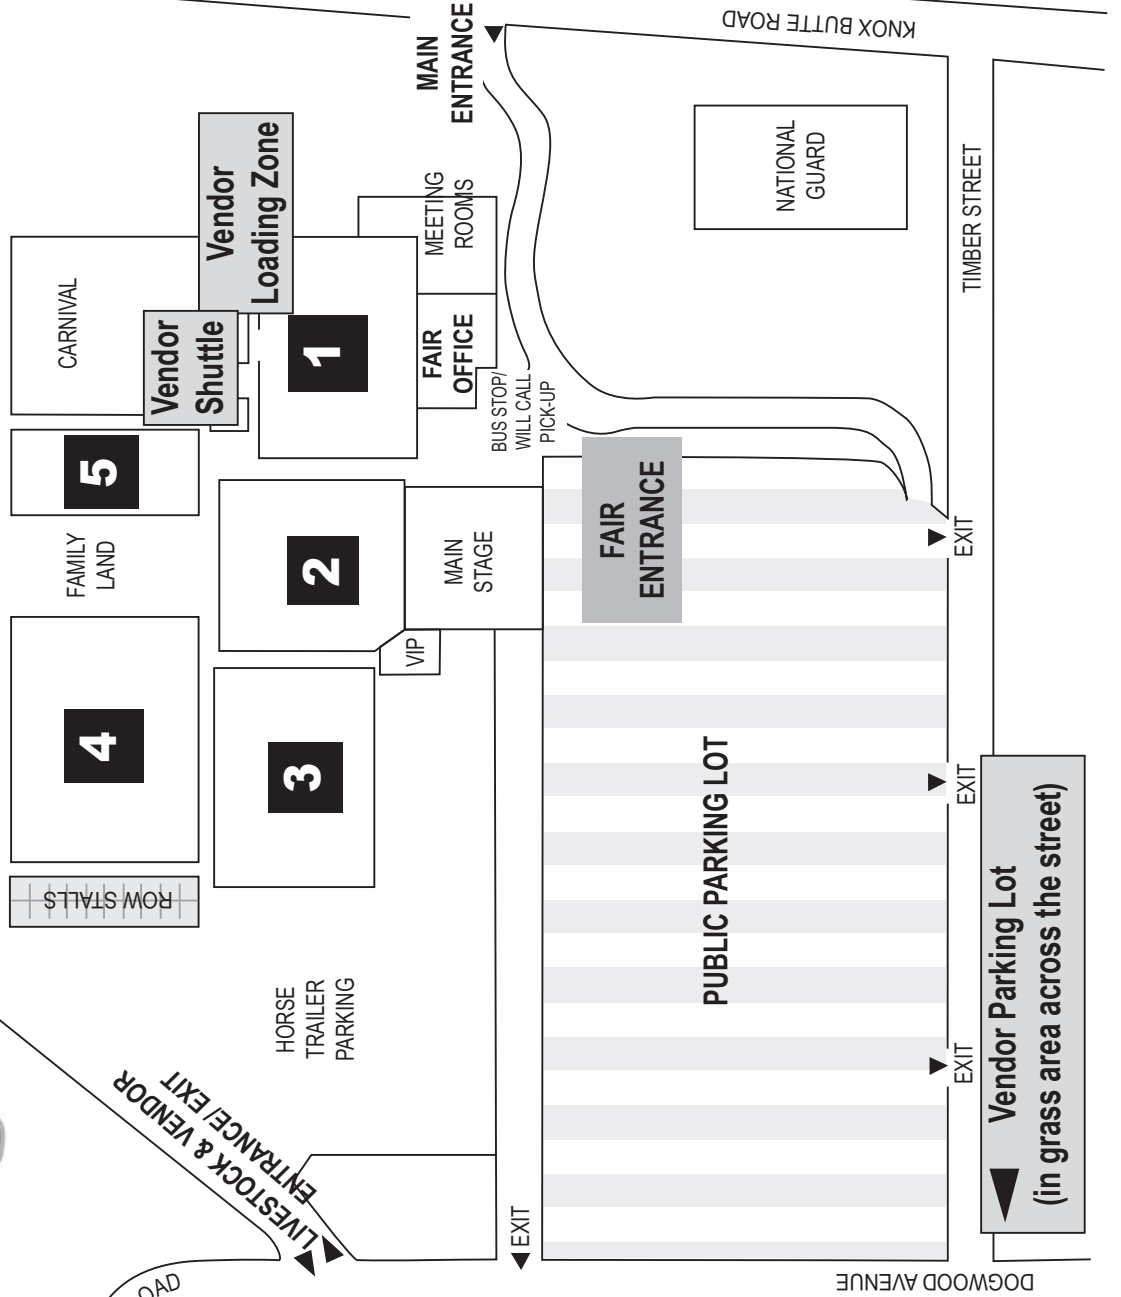 KNOX BUTTE ROAD
MAIN
ENTRANCE
NATIONAL
GUARD
TIMBER STREET
Vendor
Loading Zone
MEETING
ROOMS
CARNIVAL
Vendor
Shuttle
1
FAIR
OFFICE
BUS STOP/
WILL CALL
PICK-UP
5
FAMILY
LAND
2
MAIN
STAGE
FAIR
ENTRANCE
EXIT
VIP
4
3
PUBLIC PARKING LOT
EXIT
ROW STALLS
HORSE
TRAILER
PARKING
EXIT
Vendor Parking Lot
(in grass area across the street)
LIVESTOCK & VENDOR
ENTRANCE/ EXIT
EXIT
DOGWOOD AVENUE